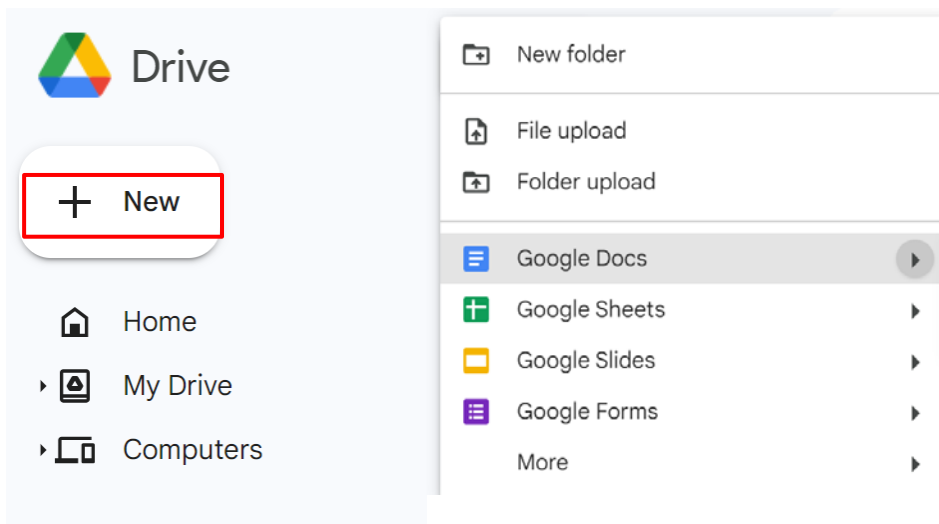 Drive
New
Home
My Drive
Computers
New folder
File upload
Folder upload
Google Docs
Google Sheets
Google Slides
Google Forms
More